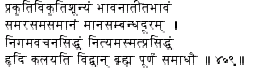 प्रकृतिविकृतिशून्यं भावनातीतभावं
समरसमसमानं मानसम्बन्धदूरम् ।
निगमवचनसिद्धं नित्यमस्मत्प्रसिद्धं
हृदि कलयति विद्वान् ब्रह्म पूर्णं समाधौ ॥ ४०९ ॥